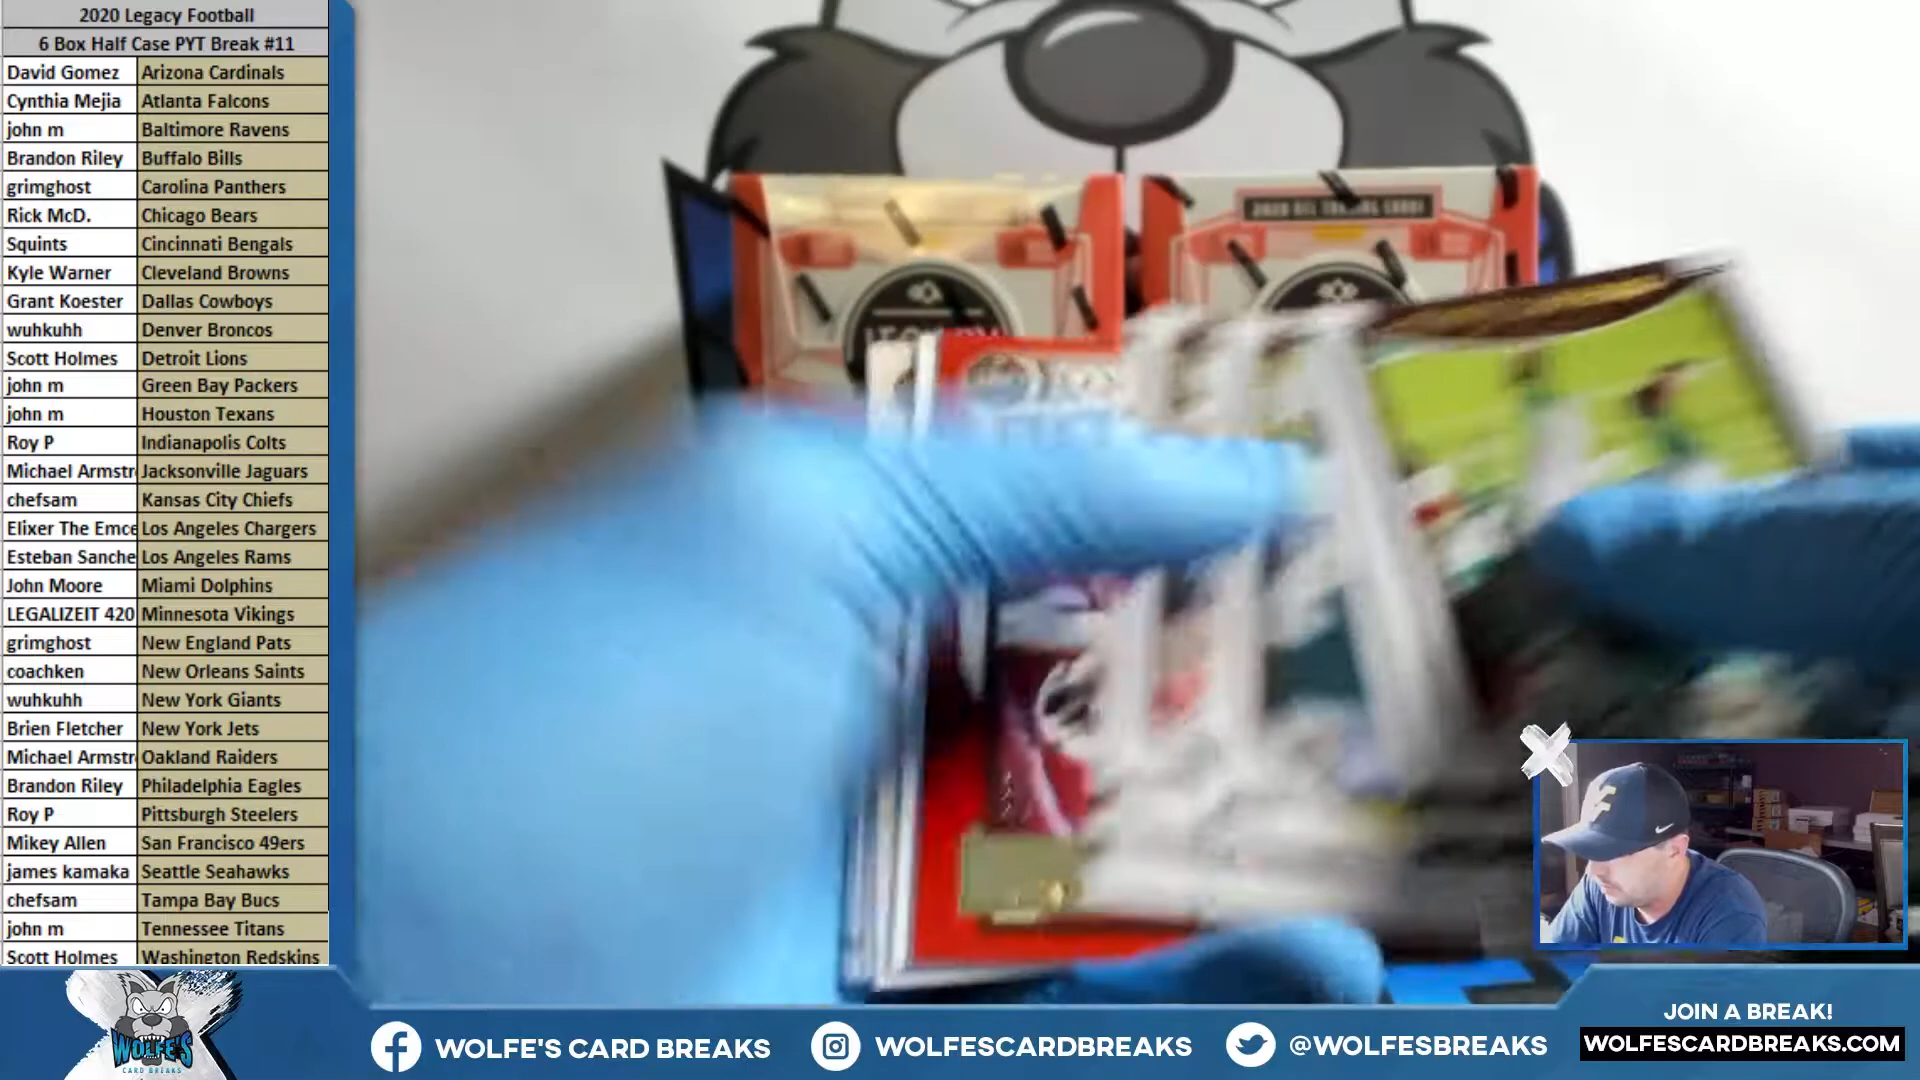 2020 Legacy Football
6 Box Half Case PYT Break #11
David Gomez Arizona Cardinals
Cynthia Mejia Atlanta Falcons
john m Baltimore Ravens
Brandon Riley Buffalo Bills
grimghost Carolina Panthers
Rick McD. Chicago Bears
Squints Cincinnati Bengals
Kyle Warner Cleveland Browns
Grant Koester Dallas Cowboys
wuhkuhh Denver Broncos
Scott Holmes Detroit Lions
john m Green Bay Packers
john m Houston Texans
Roy P Indianapolis Colts
Michael Armstr Jacksonville Jaguars
chefsam Kansas City Chiefs
Elixer The Emce Los Angeles Chargers
Esteban Sanche Los Angeles Rams
John Moore Miami Dolphins
LEGALIZEIT 420 Minnesota Vikings
grimghost New England Pats
coachken New Orleans Saints
wuhkuhh New York Giants
Brien Fletcher New York Jets
Michael Armstr Oakland Raiders
Brandon Riley Philadelphia Eagles
Roy P Pittsburgh Steelers
Mikey Allen San Francisco 49ers
james kamaka Seattle Seahawks
chefsam Tampa Bay Bucs
john m Tennessee Titans
Scott Holmes Washington Redskins
2020 NFL TRADING CARDS
WOLFE'S
CARD BREAKS
WOLFE'S CARD BREAKS
WOLFESCARDBREAKS
@WOLFESBREAKS
JOIN A BREAK!
WOLFESCARDBREAKS.COM